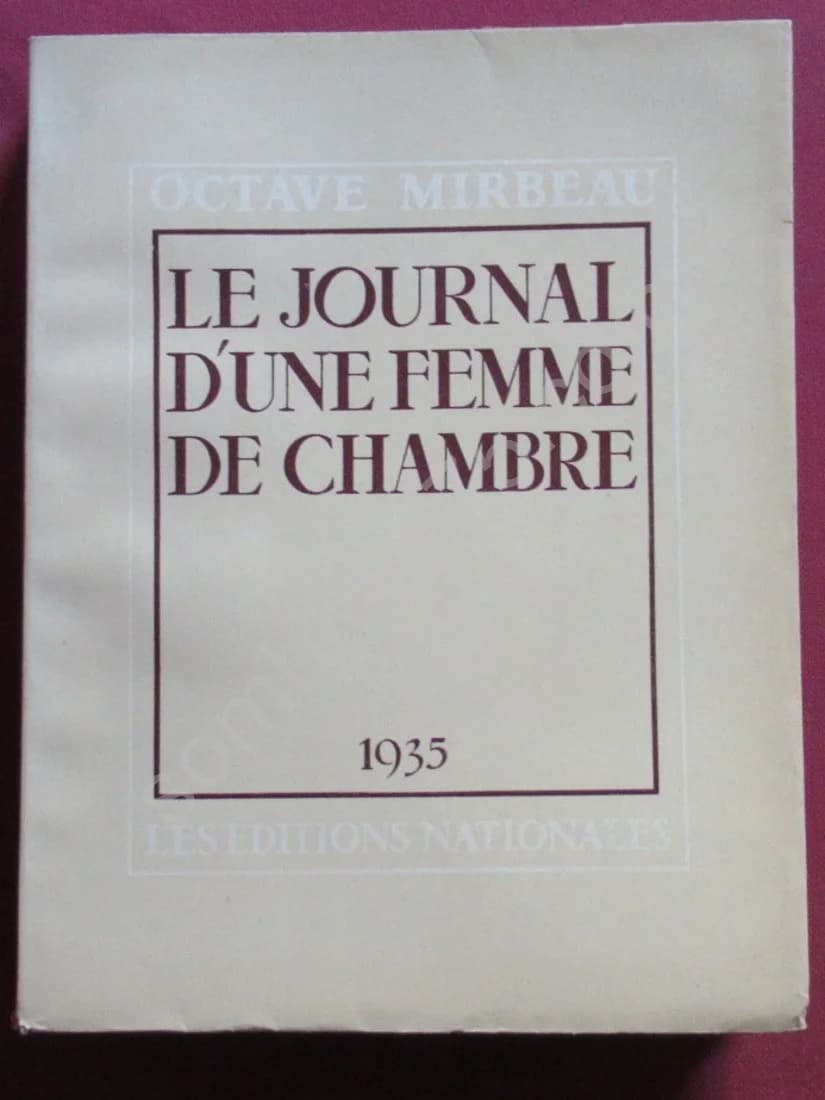 OCTAVE MIRBEAU
LE JOURNAL
D'UNE FEMME
DE CHAMBRE
1935
LES EDITIONS NATIONALES